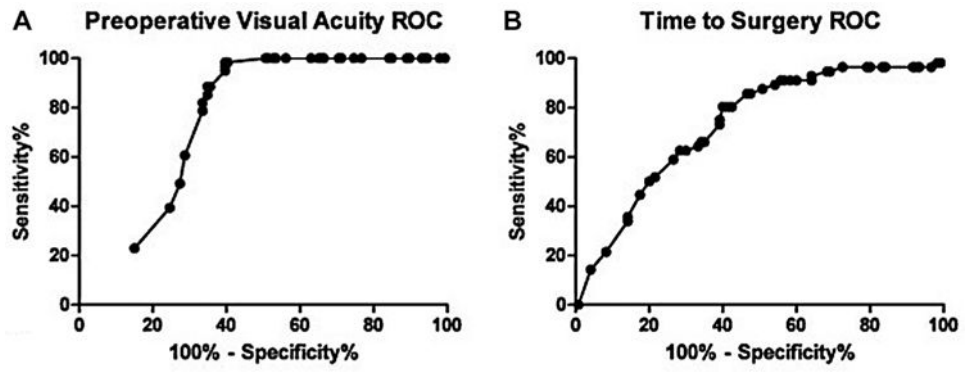 A Preoperative Visual Acuity ROC
100
80
60
40
20
0
0 20 40 60 80 100
Sensitivity%
100% - Specificity%
B Time to Surgery ROC
100
80
60
40
20
0
0 20 40 60 80 100
Sensitivity%
100% - Specificity%